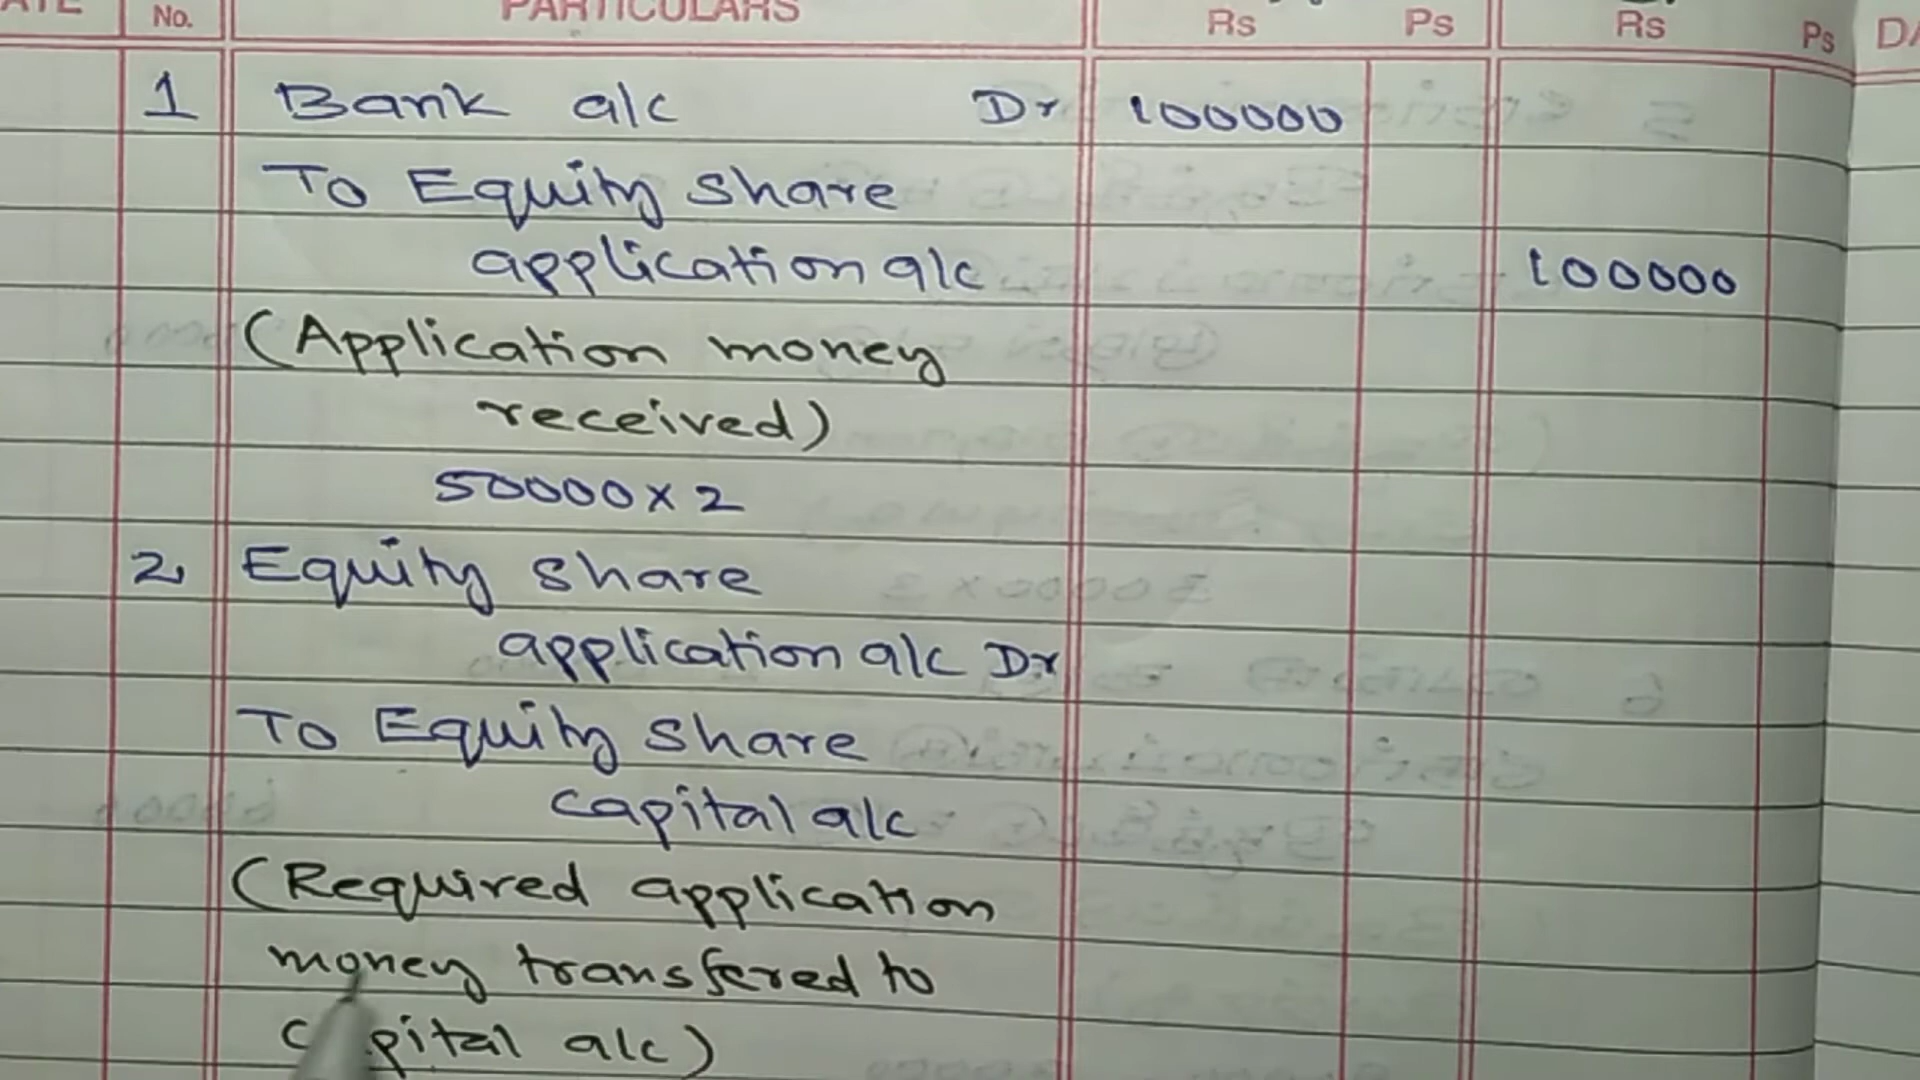 No. PARTICULARS Rs Ps Rs Ps
1 Bank a/c Dr 100000
To Equity share
application a/c 100000
(Application money
received)
50000 x 2
2, Equity share
application a/c Dr
To Equity share
capital a/c
(Required application
money transfered to
capital a/c)